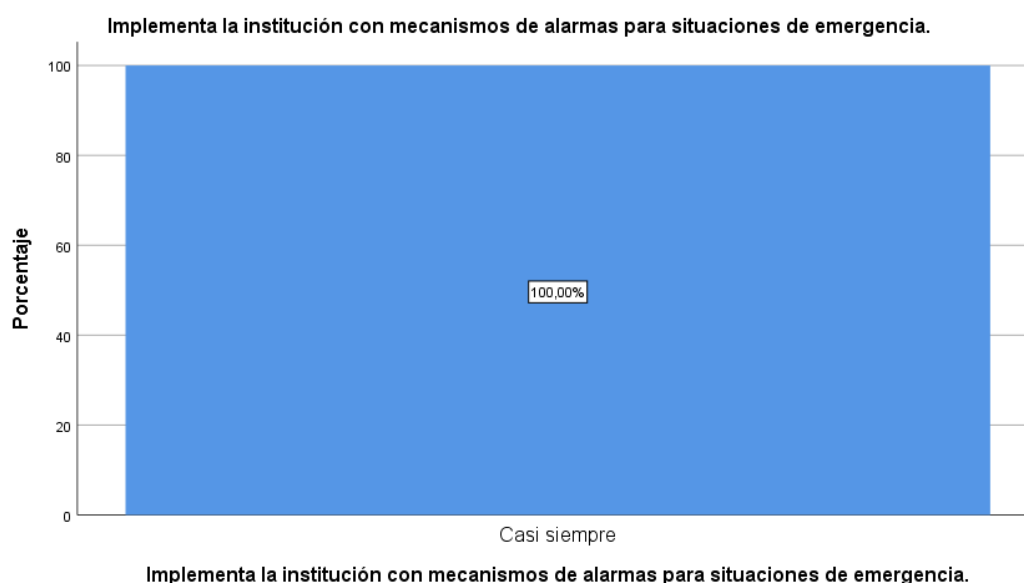 Implementa la institución con mecanismos de alarmas para situaciones de emergencia.
100
80
60
40
20
0
Porcentaje
100,00%
Casi siempre
Implementa la institución con mecanismos de alarmas para situaciones de emergencia.